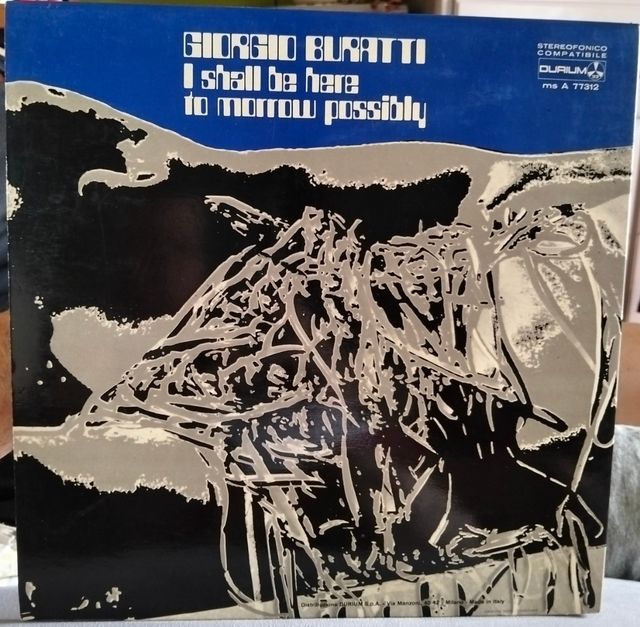 GIORGIO BURATTI
I shall be here
to morrow possibly
STEREOFONICO
COMPATIBILE
DURIUM
ms A 77312
Distribuzione DURIUM S.p.A. - Via Manzoni, 40-42 - Milano - Made in Italy